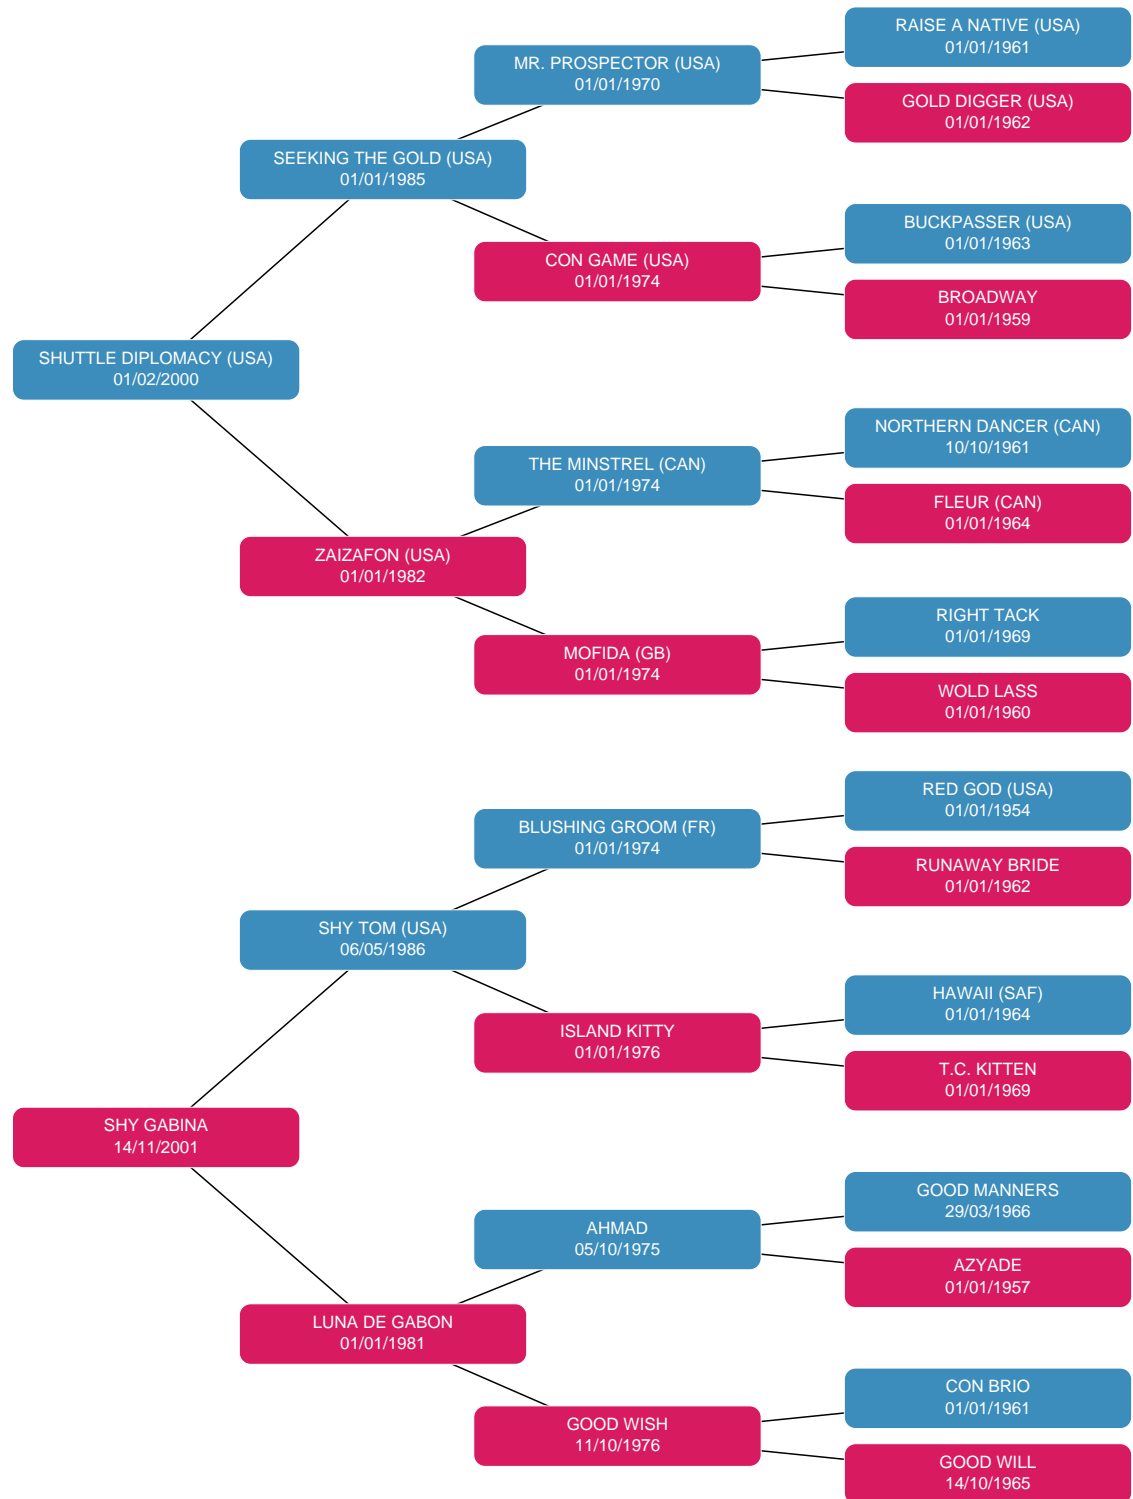 RAISE A NATIVE (USA)
01/01/1961
MR. PROSPECTOR (USA)
01/01/1970
GOLD DIGGER (USA)
01/01/1962
SEEKING THE GOLD (USA)
01/01/1985
BUCKPASSER (USA)
01/01/1963
CON GAME (USA)
01/01/1974
BROADWAY
01/01/1959
SHUTTLE DIPLOMACY (USA)
01/02/2000
NORTHERN DANCER (CAN)
10/10/1961
THE MINSTREL (CAN)
01/01/1974
FLEUR (CAN)
01/01/1964
ZAIZAFON (USA)
01/01/1982
RIGHT TACK
01/01/1969
MOFIDA (GB)
01/01/1974
WOLD LASS
01/01/1960
RED GOD (USA)
01/01/1954
BLUSHING GROOM (FR)
01/01/1974
RUNAWAY BRIDE
01/01/1962
SHY TOM (USA)
06/05/1986
HAWAII (SAF)
01/01/1964
ISLAND KITTY
01/01/1976
T.C. KITTEN
01/01/1969
SHY GABINA
14/11/2001
GOOD MANNERS
29/03/1966
AHMAD
05/10/1975
AZYADE
01/01/1957
LUNA DE GABON
01/01/1981
CON BRIO
01/01/1961
GOOD WISH
11/10/1976
GOOD WILL
14/10/1965